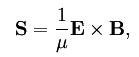 𝐒 = 1/μ 𝐄 × 𝐁,